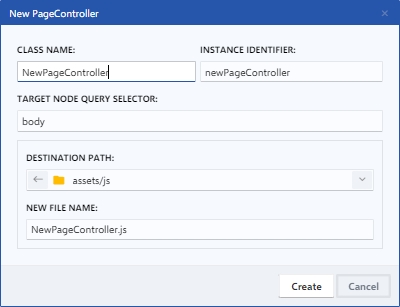 New PageController
CLASS NAME: INSTANCE IDENTIFIER:
NewPageController newPageController
TARGET NODE QUERY SELECTOR:
body
DESTINATION PATH:
assets/js
NEW FILE NAME:
NewPageController.js
Create Cancel